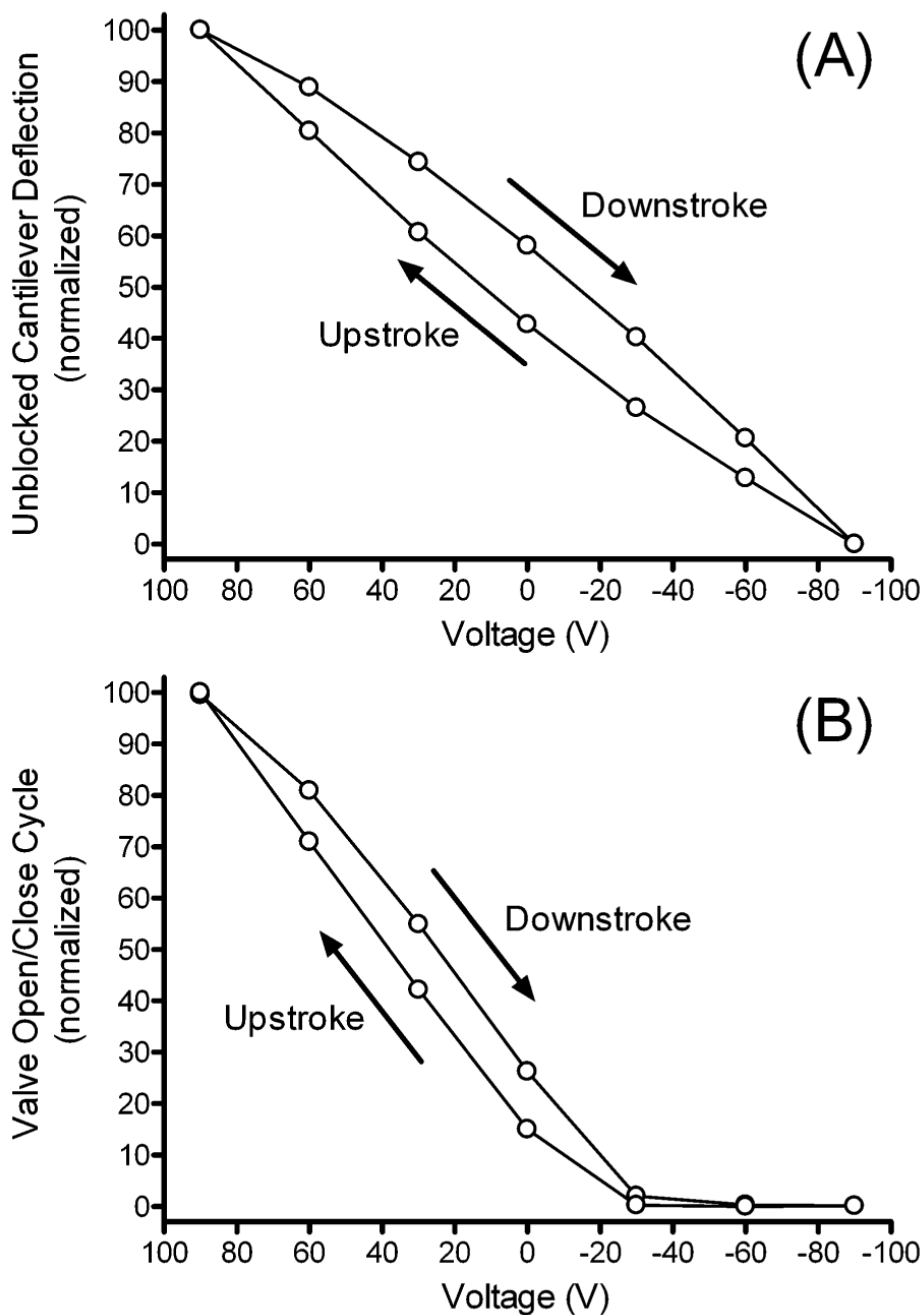 (A)
Unblocked Cantilever Deflection
(normalized)
100
90
80
70
60
50
40
30
20
10
0
Downstroke
Upstroke
100 80 60 40 20 0 -20 -40 -60 -80 -100
Voltage (V)
(B)
Valve Open/Close Cycle
(normalized)
100
90
80
70
60
50
40
30
20
10
0
Downstroke
Upstroke
100 80 60 40 20 0 -20 -40 -60 -80 -100
Voltage (V)